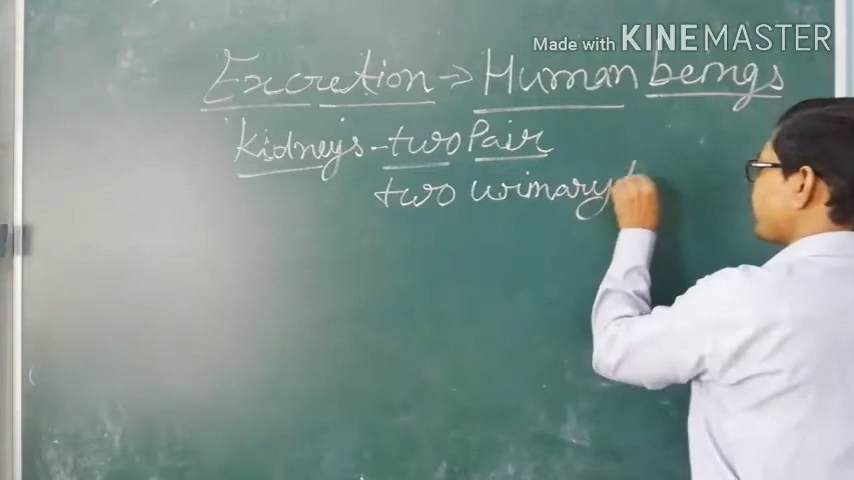 Made with KINEMASTER
Excretion → Human beings
Kidneys - two Pair
two urinary